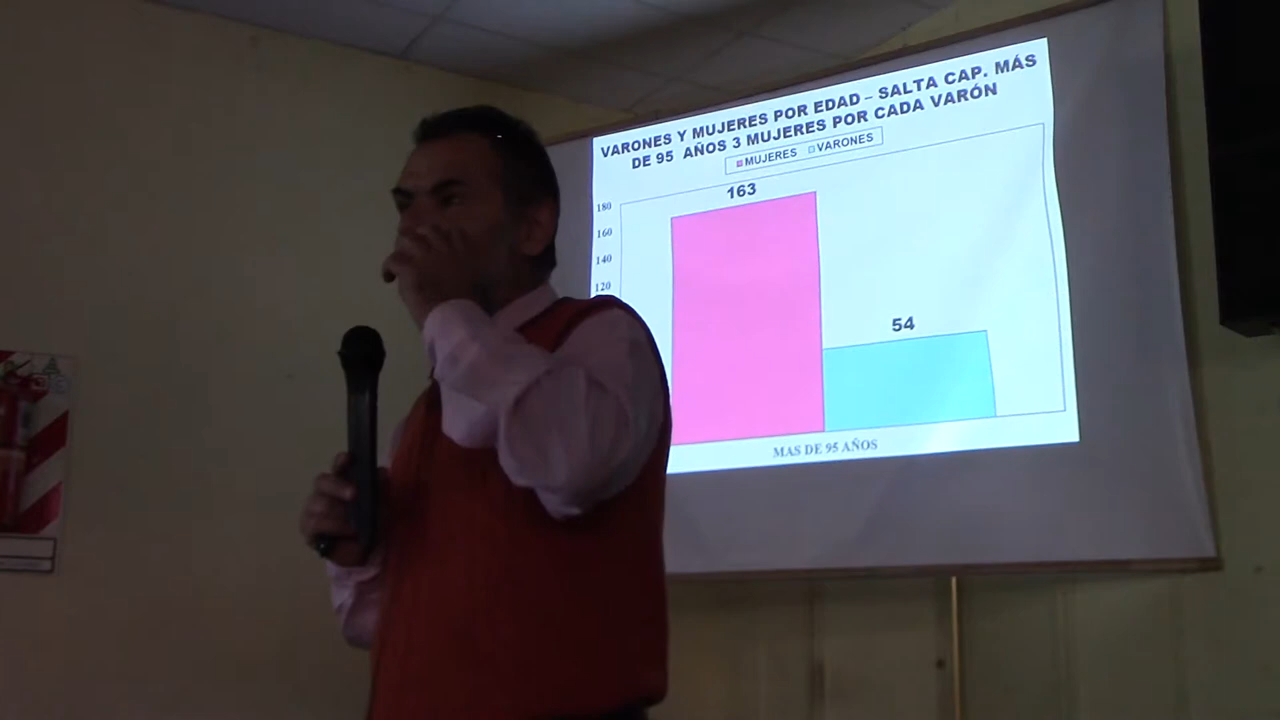 VARONES Y MUJERES POR EDAD – SALTA CAP. MÁS
DE 95 AÑOS 3 MUJERES POR CADA VARÓN
MUJERES VARONES
163
180
160
140
120
54
MAS DE 95 AÑOS